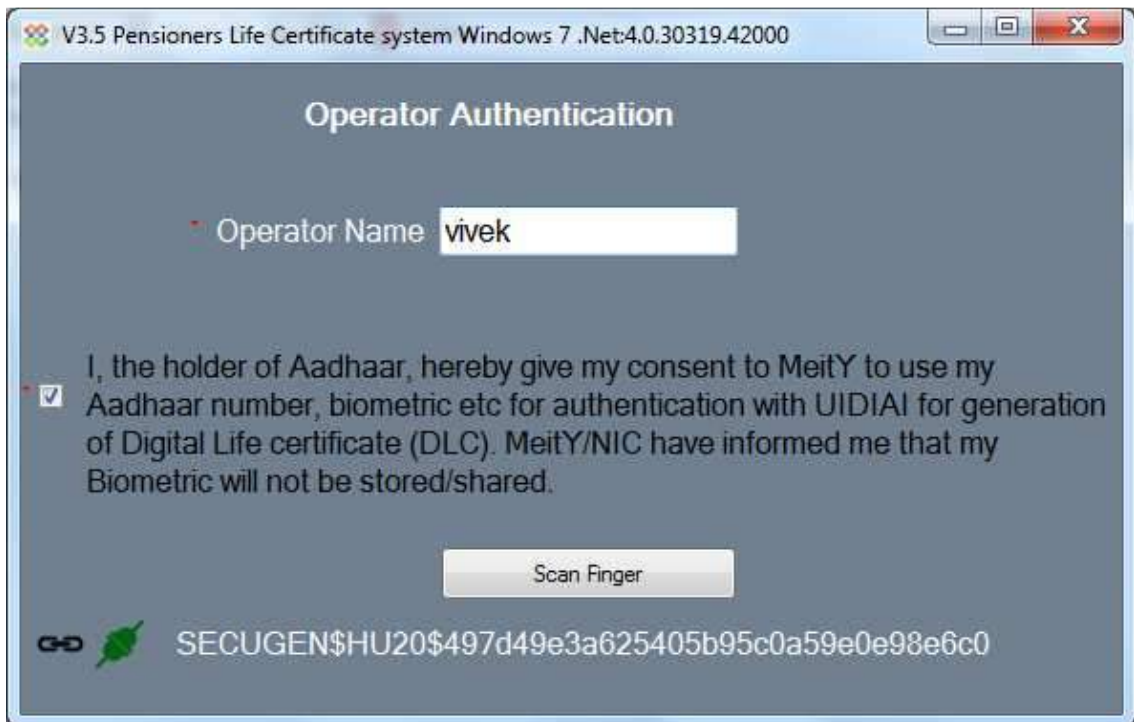 V3.5 Pensioners Life Certificate system Windows 7 .Net:4.0.30319.42000
Operator Authentication
* Operator Name vivek
* I, the holder of Aadhaar, hereby give my consent to MeitY to use my
Aadhaar number, biometric etc for authentication with UIDIAI for generation
of Digital Life certificate (DLC). MeitY/NIC have informed me that my
Biometric will not be stored/shared.
Scan Finger
SECUGEN$HU20$497d49e3a625405b95c0a59e0e98e6c0